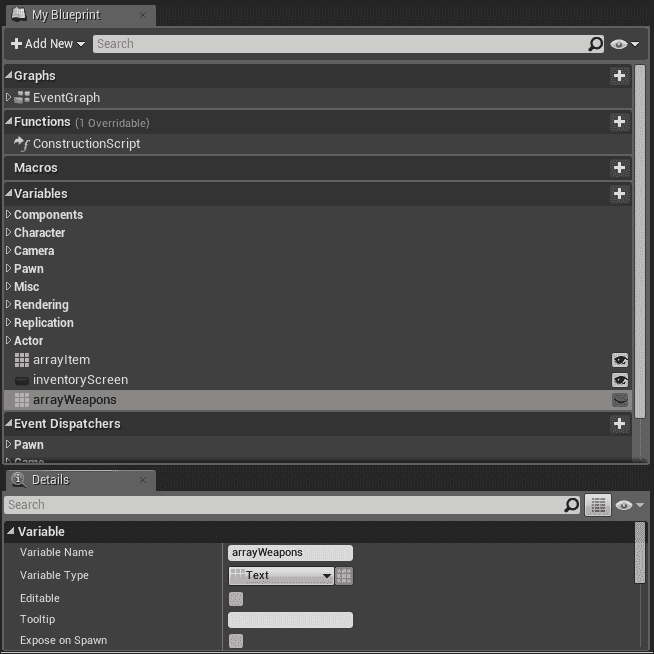 My Blueprint
Add New Search
Graphs
EventGraph
Functions (1 Overridable)
ConstructionScript
Macros
Variables
Components
Character
Camera
Pawn
Misc
Rendering
Replication
Actor
arrayItem
inventoryScreen
arrayWeapons
Event Dispatchers
Pawn
Game
Details
Search
Variable
Variable Name arrayWeapons
Variable Type Text
Editable
Tooltip
Expose on Spawn